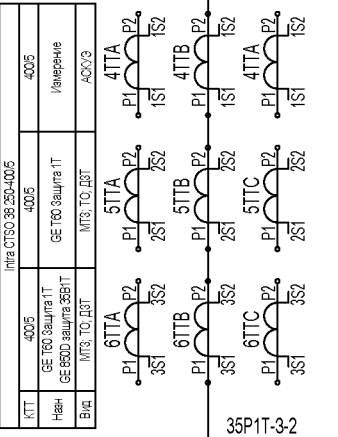 Intra CTSO 38 250-400/5
КТТ
400/5
400/5
400/5
Назн
GE T60 Защита 1Т
GE 850D защита 35В1Т
GE T60 Защита 1Т
Измерение
Вид
МТЗ; ТО; ДЗТ
МТЗ; ТО; ДЗТ
АСКУЭ
P1 4TTA P2
1S1 1S2
P1 4TTB P2
1S1 1S2
P1 4TTA P2
1S1 1S2
P1 5TTA P2
2S1 2S2
P1 5TTB P2
2S1 2S2
P1 5TTC P2
2S1 2S2
P1 6TTA P2
3S1 3S2
P1 6TTB P2
3S1 3S2
P1 6TTC P2
3S1 3S2
35P1T-3-2